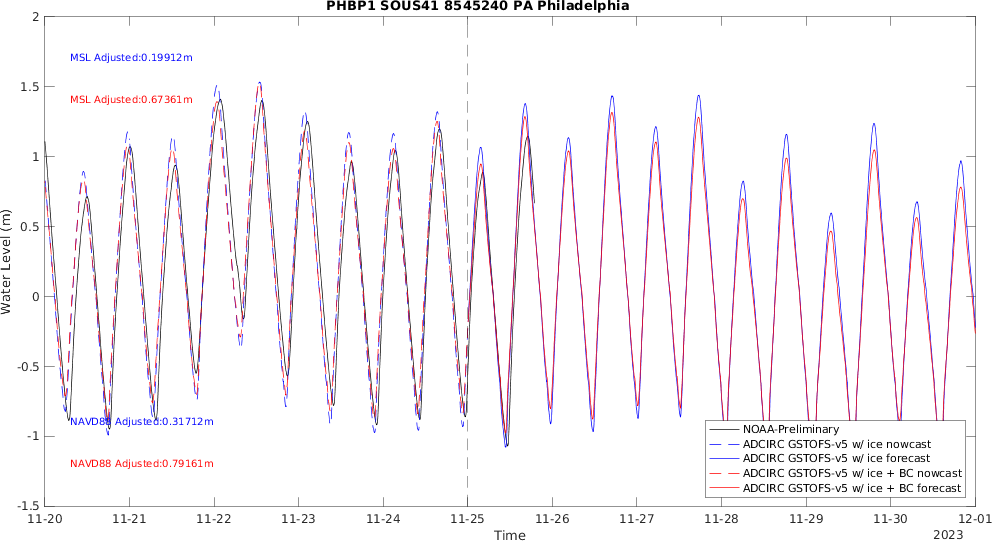 PHBP1 SOUS41 8545240 PA Philadelphia
2
1.5
1
0.5
0
-0.5
-1
-1.5
Water Level (m)
MSL Adjusted:0.19912m
MSL Adjusted:0.67361m
NAVD88 Adjusted:0.31712m
NAVD88 Adjusted:0.79161m
NOAA-Preliminary
ADCIRC GSTOFS-v5 w/ ice nowcast
ADCIRC GSTOFS-v5 w/ ice forecast
ADCIRC GSTOFS-v5 w/ ice + BC nowcast
ADCIRC GSTOFS-v5 w/ ice + BC forecast
11-20 11-21 11-22 11-23 11-24 11-25 11-26 11-27 11-28 11-29 11-30 12-01
Time
2023